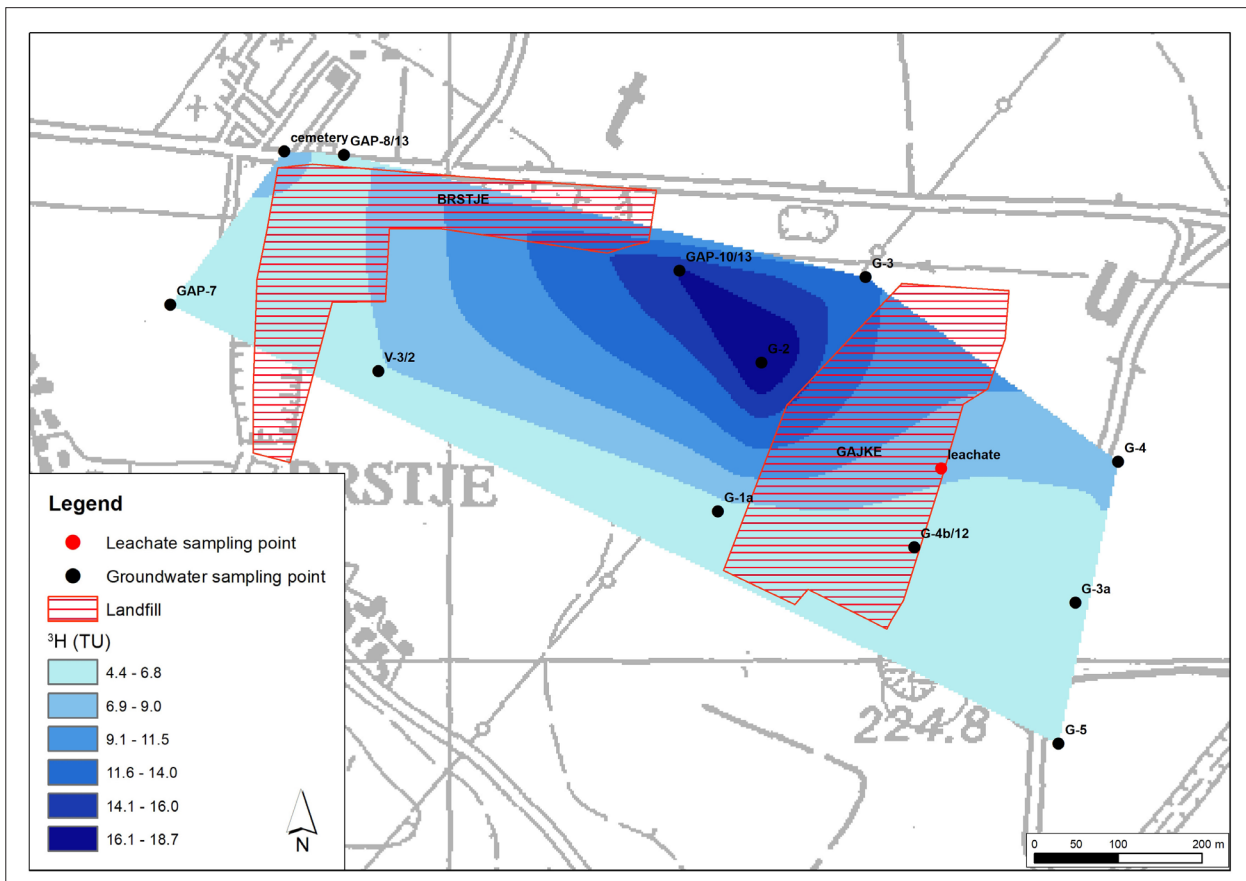 cemetery
GAP-8/13
BRSTJE
GAP-10/13
G-3
GAP-7
V-3/2
G-2
G-4
GAJKE
leachate
BRSTJE
G-1a
G-4b/12
G-3a
224.8
G-5
Legend
Leachate sampling point
Groundwater sampling point
Landfill
³H (TU)
4.4 - 6.8
6.9 - 9.0
9.1 - 11.5
11.6 - 14.0
14.1 - 16.0
16.1 - 18.7
N
0 50 100 200 m